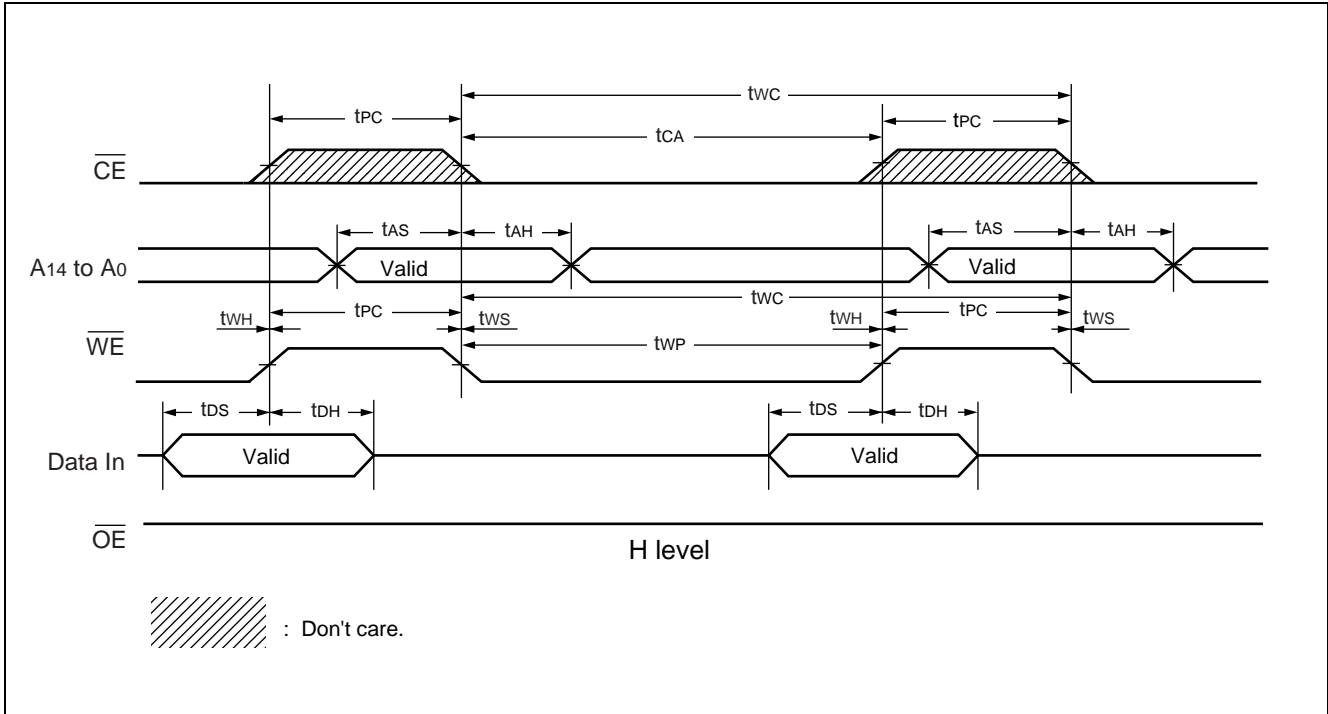 tWC
tPC
tPC
tCA
CE
tAS
tAH
tAS
tAH
A14 to A0
Valid
Valid
tWC
tWH
tPC
tWS
tWH
tPC
tWS
WE
tWP
tDS
tDH
tDS
tDH
Data In
Valid
Valid
OE
H level
: Don't care.